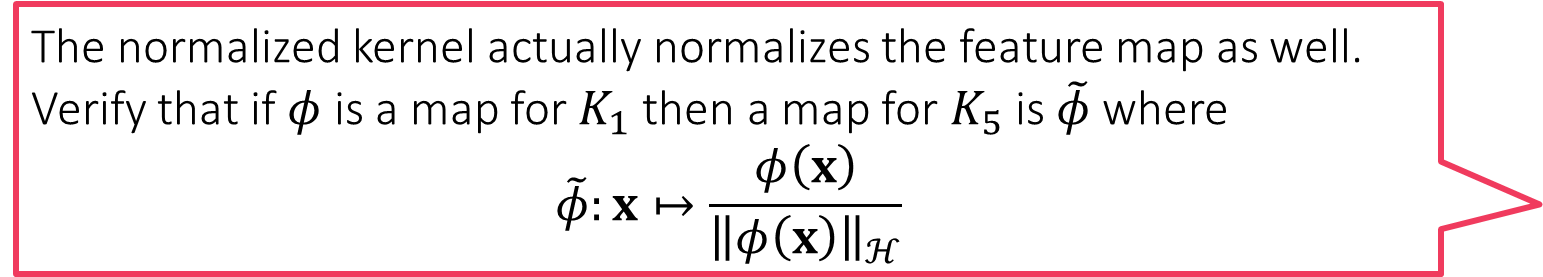 The normalized kernel actually normalizes the feature map as well.
Verify that if 𝜙 is a map for 𝐾₁ then a map for 𝐾₅ is 𝜙̃ where
𝜙̃: 𝐱 ↦ 𝜙(𝐱) / ‖𝜙(𝐱)‖_ℋ